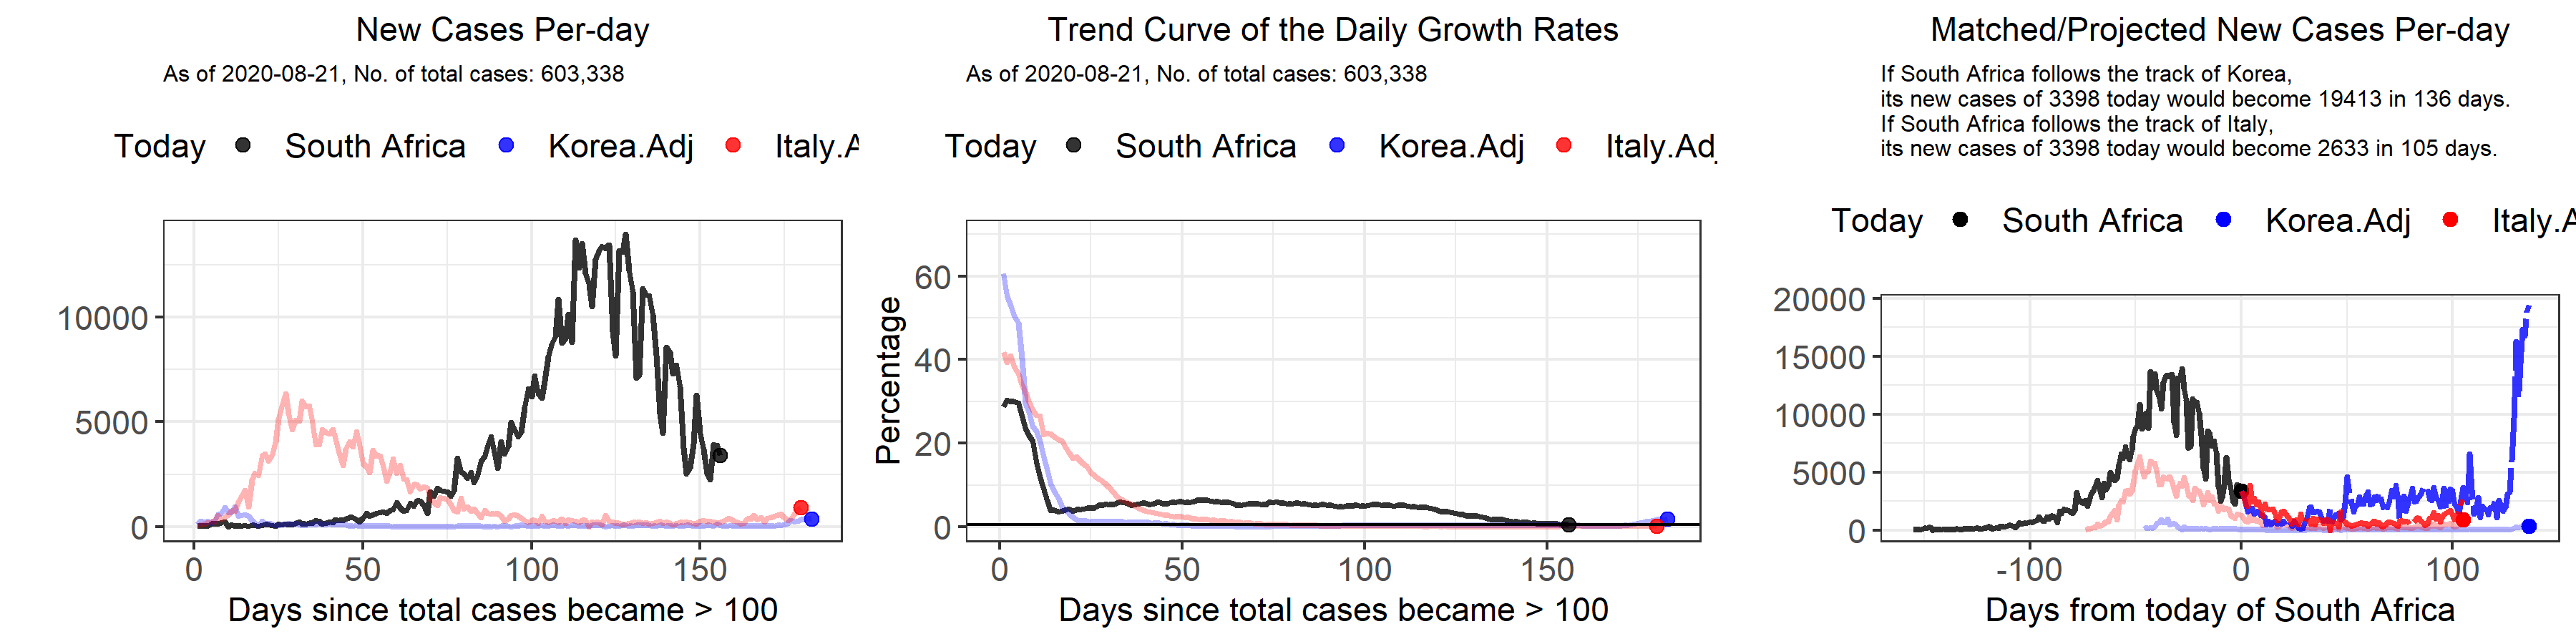 New Cases Per-day
As of 2020-08-21, No. of total cases: 603,338
Today South Africa Korea.Adj Italy.A
10000
5000
0
0 50 100 150
Days since total cases became > 100
Trend Curve of the Daily Growth Rates
As of 2020-08-21, No. of total cases: 603,338
Today South Africa Korea.Adj Italy.Adj
Percentage
60
40
20
0
0 50 100 150
Days since total cases became > 100
Matched/Projected New Cases Per-day
If South Africa follows the track of Korea,
its new cases of 3398 today would become 19413 in 136 days.
If South Africa follows the track of Italy,
its new cases of 3398 today would become 2633 in 105 days.
Today South Africa Korea.Adj Italy.A
20000
15000
10000
5000
0
-100 0 100
Days from today of South Africa